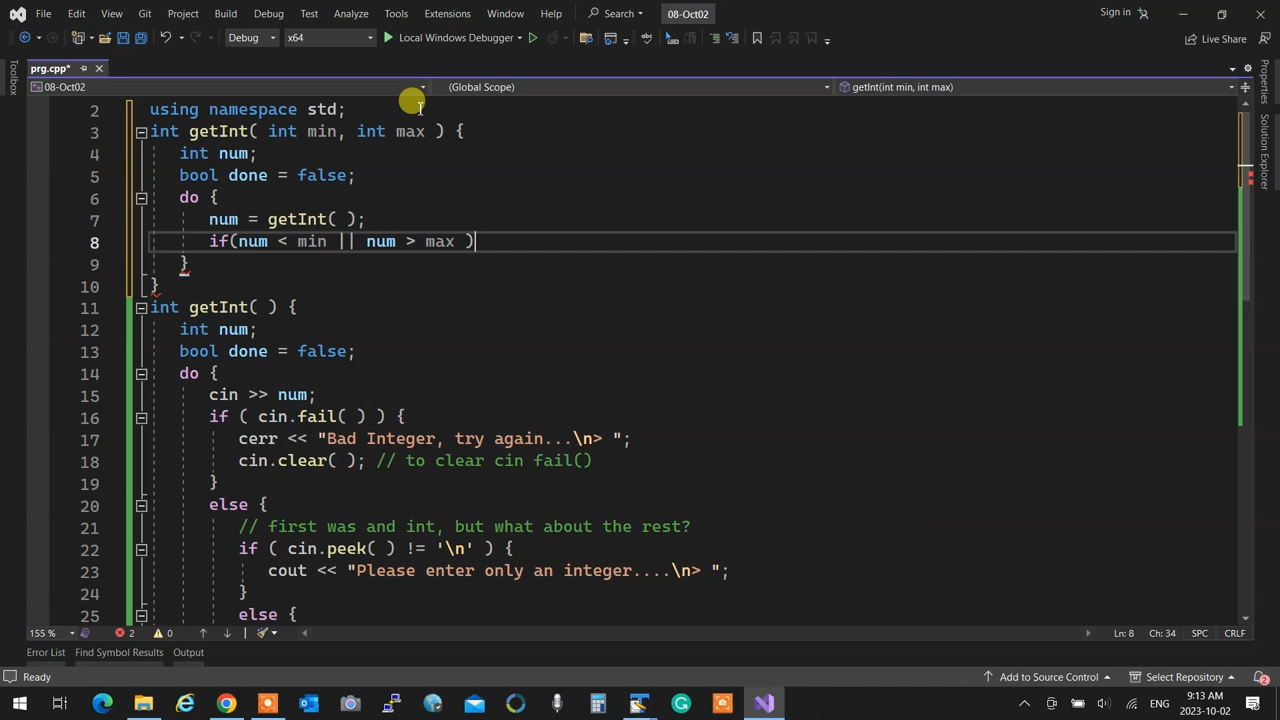 File Edit View Git Project Build Debug Test Analyze Tools Extensions Window Help Search 08-Oct02 Sign in
Debug x64 Local Windows Debugger Live Share
prg.cpp*
08-Oct02 (Global Scope) getInt(int min, int max)
Toolbox
Properties
Solution Explorer
2 using namespace std;
3 int getInt( int min, int max ) {
4 int num;
5 bool done = false;
6 do {
7 num = getInt( );
8 if(num < min || num > max )
9 }
10 }
11 int getInt( ) {
12 int num;
13 bool done = false;
14 do {
15 cin >> num;
16 if ( cin.fail( ) ) {
17 cerr << "Bad Integer, try again...\n> ";
18 cin.clear( ); // to clear cin fail()
19 }
20 else {
21 // first was and int, but what about the rest?
22 if ( cin.peek( ) != '\n' ) {
23 cout << "Please enter only an integer....\n> ";
24 }
25 else {
155 % 2 0 Ln: 8 Ch: 34 SPC CRLF
Error List Find Symbol Results Output
Ready Add to Source Control Select Repository 2
ENG 9:13 AM
2023-10-02